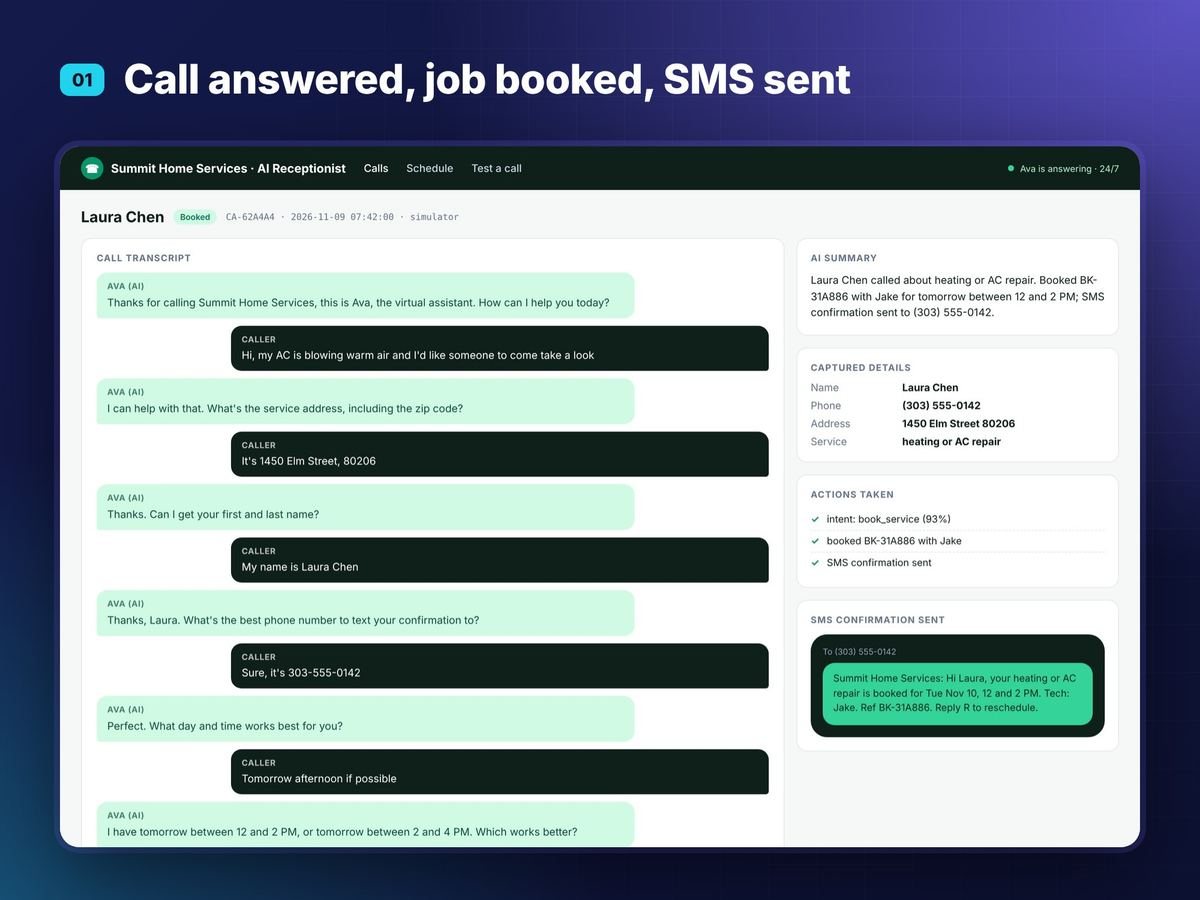 01 Call answered, job booked, SMS sent
Summit Home Services · AI Receptionist Calls Schedule Test a call Ava is answering · 24/7
Laura Chen Booked CA-62A4A4 · 2026-11-09 07:42:00 · simulator
CALL TRANSCRIPT
AVA (AI)
Thanks for calling Summit Home Services, this is Ava, the virtual assistant. How can I help you today?
CALLER
Hi, my AC is blowing warm air and I'd like someone to come take a look
AVA (AI)
I can help with that. What's the service address, including the zip code?
CALLER
It's 1450 Elm Street, 80206
AVA (AI)
Thanks. Can I get your first and last name?
CALLER
My name is Laura Chen
AVA (AI)
Thanks, Laura. What's the best phone number to text your confirmation to?
CALLER
Sure, it's 303-555-0142
AVA (AI)
Perfect. What day and time works best for you?
CALLER
Tomorrow afternoon if possible
AVA (AI)
I have tomorrow between 12 and 2 PM, or tomorrow between 2 and 4 PM. Which works better?
AI SUMMARY
Laura Chen called about heating or AC repair. Booked BK-
31A886 with Jake for tomorrow between 12 and 2 PM; SMS
confirmation sent to (303) 555-0142.
CAPTURED DETAILS
Name Laura Chen
Phone (303) 555-0142
Address 1450 Elm Street 80206
Service heating or AC repair
ACTIONS TAKEN
✓ intent: book_service (93%)
✓ booked BK-31A886 with Jake
✓ SMS confirmation sent
SMS CONFIRMATION SENT
To (303) 555-0142
Summit Home Services: Hi Laura, your heating or AC
repair is booked for Tue Nov 10, 12 and 2 PM. Tech:
Jake. Ref BK-31A886. Reply R to reschedule.